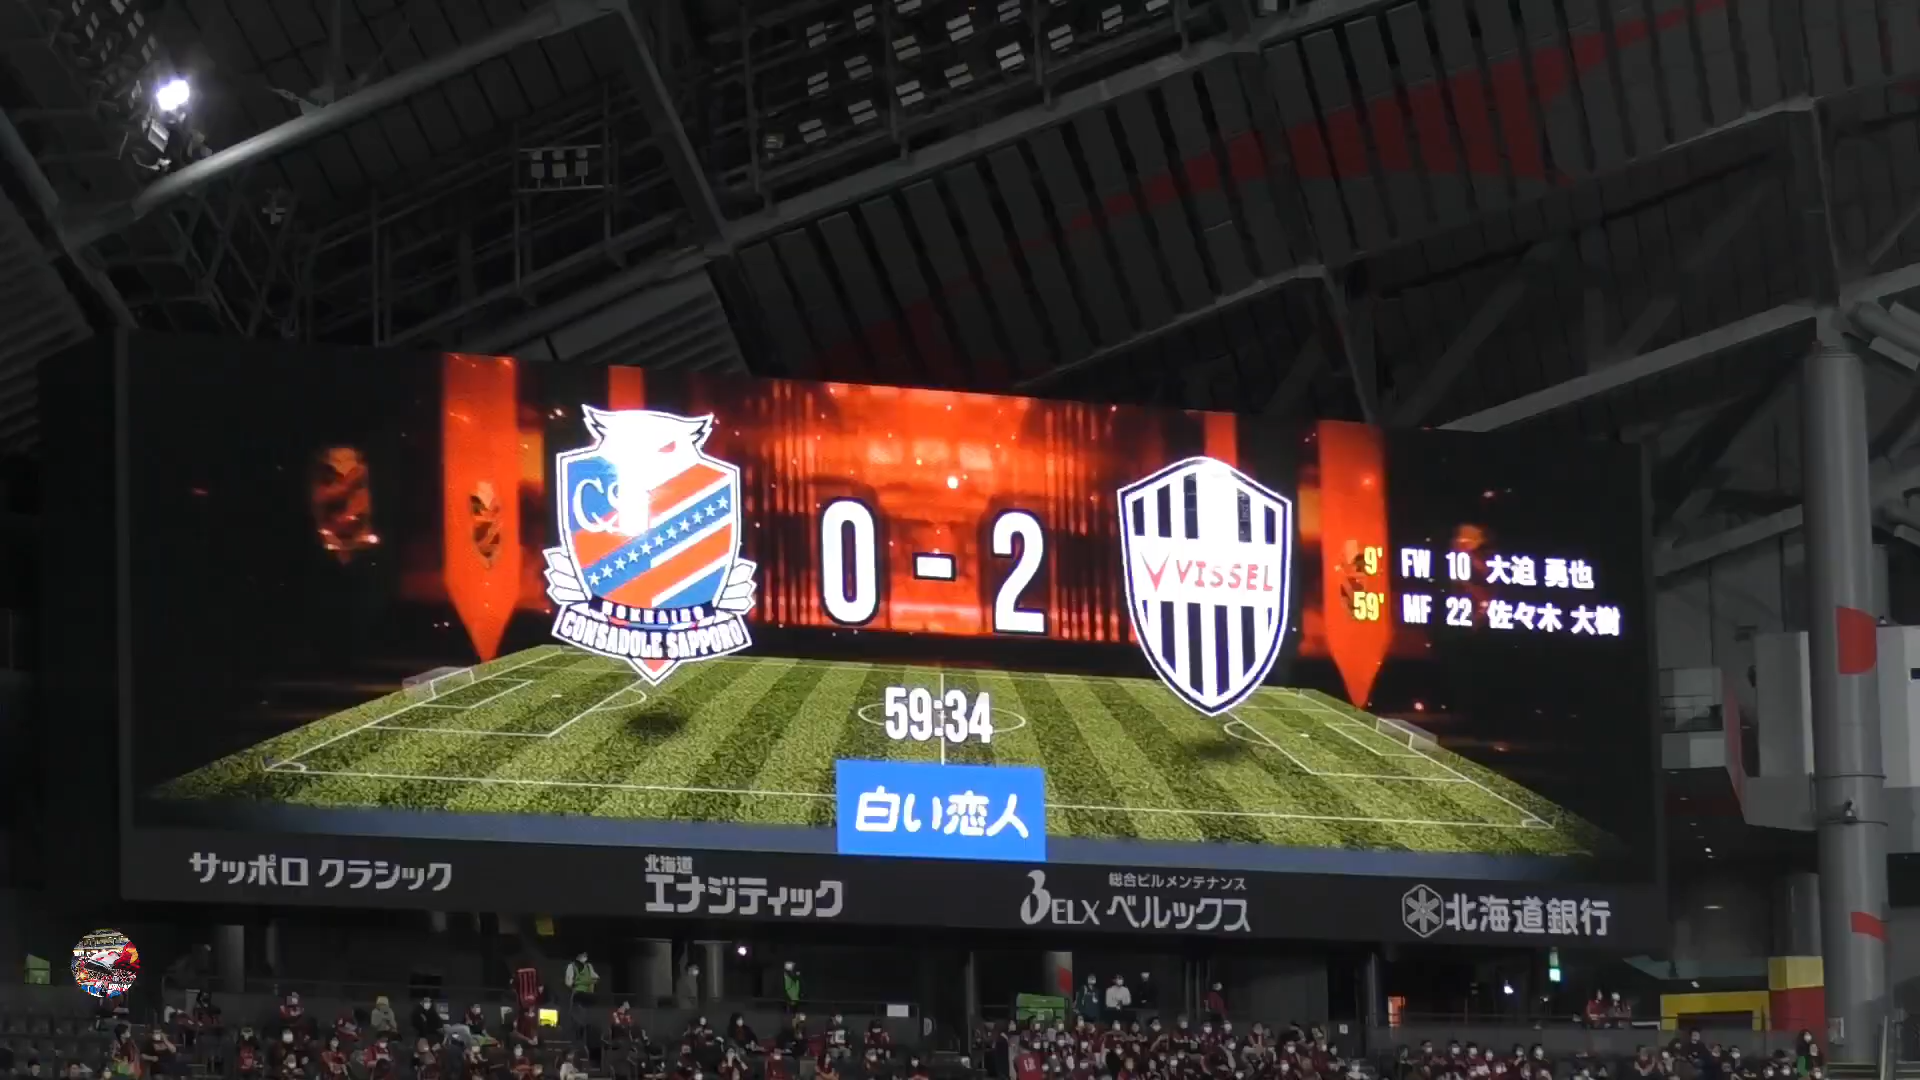 CS
HOKKAIDO
CONSADOLE SAPPORO
0 - 2
VISSEL
9' FW 10 大迫 勇也
59' MF 22 佐々木 大樹
59:34
白い恋人
サッポロ クラシック
北海道
エナジティック
総合ビルメンテナンス
BELX ベルックス
北海道銀行